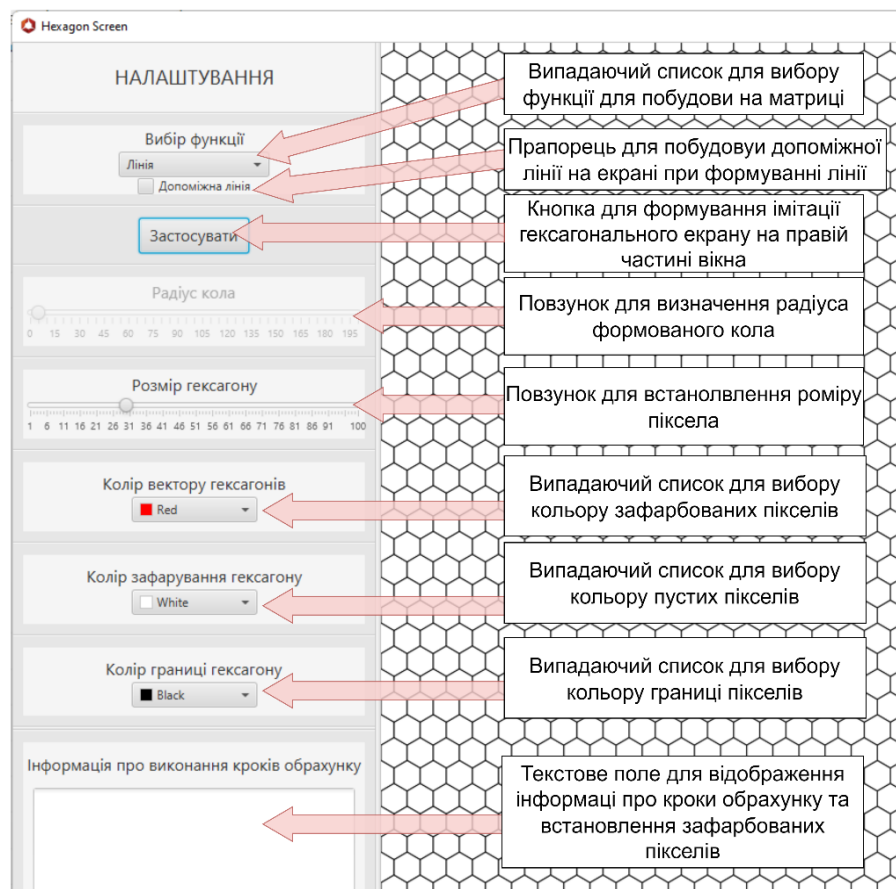 Hexagon Screen
НАЛАШТУВАННЯ
Вибір функції
Лінія
Допоміжна лінія
Застосувати
Радіус кола
0 15 30 45 60 75 90 105 120 135 150 165 180 195
Розмір гексагону
1 6 11 16 21 26 31 36 41 46 51 56 61 66 71 76 81 86 91 100
Колір вектору гексагонів
Red
Колір зафарування гексагону
White
Колір границі гексагону
Black
Інформація про виконання кроків обрахунку
Випадаючий список для вибору
функції для побудови на матриці
Прапорець для побудовуи допоміжної
лінії на екрані при формуванні лінії
Кнопка для формування імітації
гексагонального екрану на правій
частині вікна
Повзунок для визначення радіуса
формованого кола
Повзунок для встанолвлення роміру
піксела
Випадаючий список для вибору
кольору зафарбованих пікселів
Випадаючий список для вибору
кольору пустих пікселів
Випадаючий список для вибору
кольору границі пікселів
Текстове поле для відображення
інформаці про кроки обрахунку та
встановлення зафарбованих
пікселів